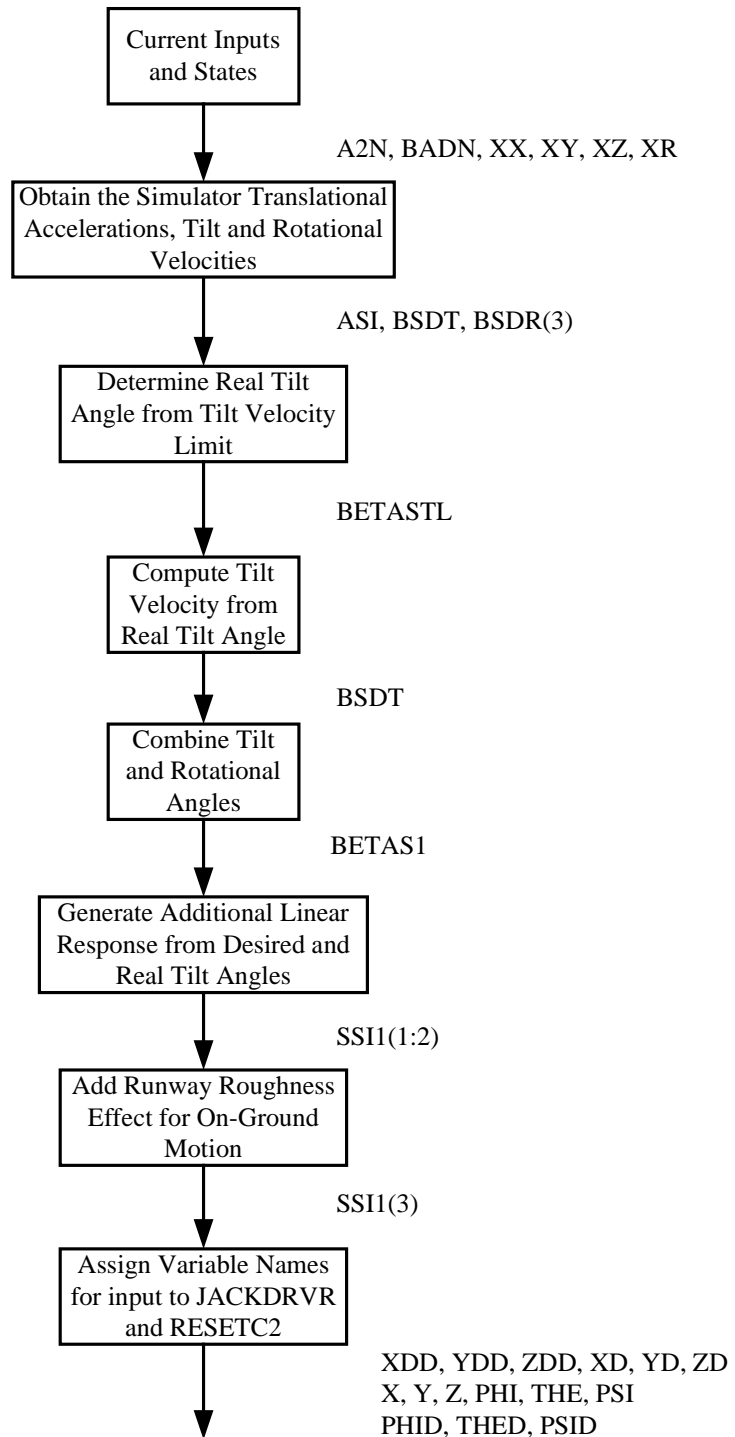 Current Inputs
and States
A2N, BADN, XX, XY, XZ, XR
Obtain the Simulator Translational
Accelerations, Tilt and Rotational
Velocities
ASI, BSDT, BSDR(3)
Determine Real Tilt
Angle from Tilt Velocity
Limit
BETASTL
Compute Tilt
Velocity from
Real Tilt Angle
BSDT
Combine Tilt
and Rotational
Angles
BETAS1
Generate Additional Linear
Response from Desired and
Real Tilt Angles
SSI1(1:2)
Add Runway Roughness
Effect for On-Ground
Motion
SSI1(3)
Assign Variable Names
for input to JACKDRVR
and RESETC2
XDD, YDD, ZDD, XD, YD, ZD
X, Y, Z, PHI, THE, PSI
PHID, THED, PSID